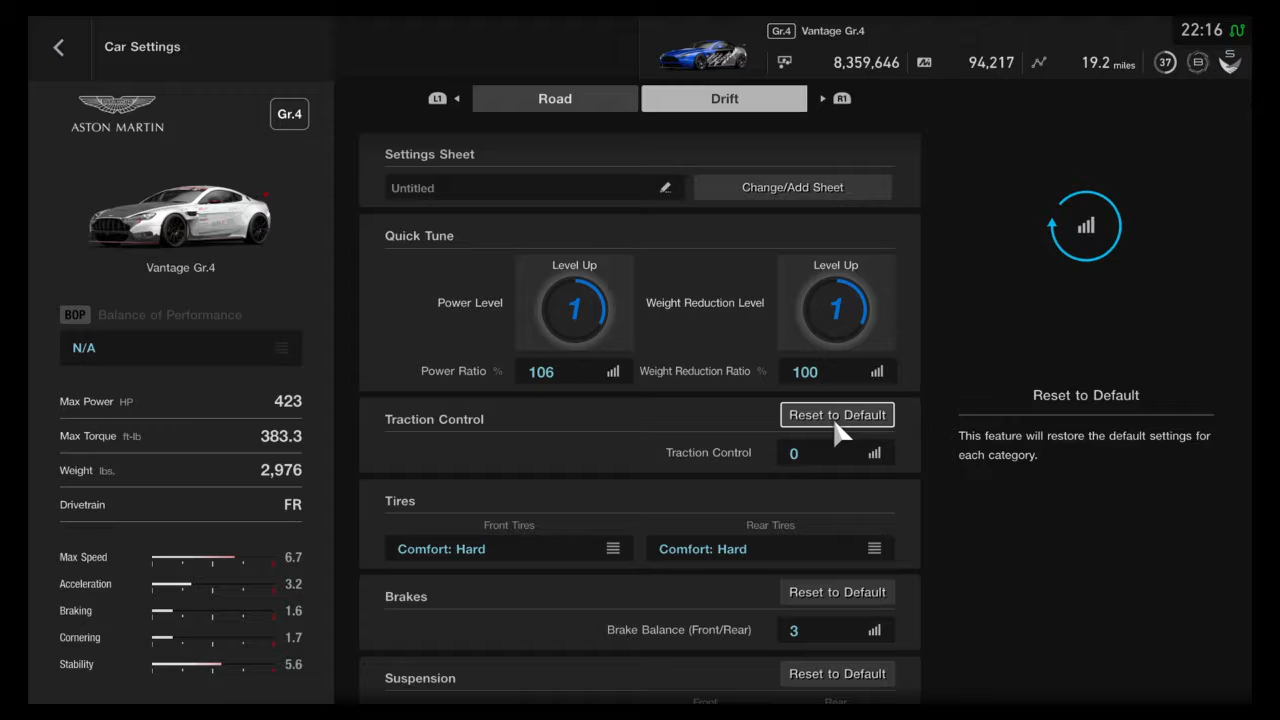 Car Settings
Gr.4 Vantage Gr.4
22:16
8,359,646 94,217 19.2 miles 37 B S
ASTON MARTIN
Gr.4
Vantage Gr.4
BOP Balance of Performance
N/A
Max Power HP 423
Max Torque ft-lb 383.3
Weight lbs. 2,976
Drivetrain FR
Max Speed 6.7
Acceleration 3.2
Braking 1.6
Cornering 1.7
Stability 5.6
L1 Road Drift R1
Settings Sheet
Untitled Change/Add Sheet
Quick Tune
Level Up Level Up
Power Level 1 Weight Reduction Level 1
Power Ratio % 106 Weight Reduction Ratio % 100
Traction Control Reset to Default
Traction Control 0
Tires
Front Tires Rear Tires
Comfort: Hard Comfort: Hard
Brakes Reset to Default
Brake Balance (Front/Rear) 3
Suspension Reset to Default
Front Rear
Reset to Default
This feature will restore the default settings for
each category.